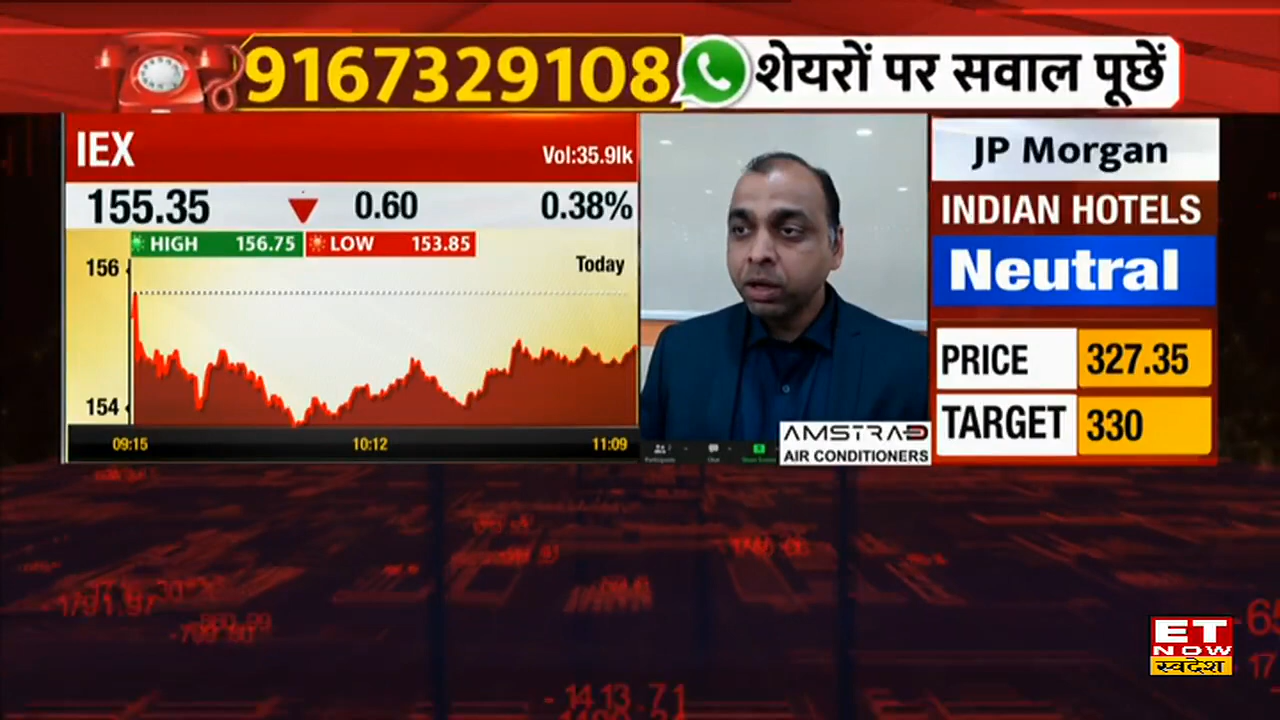 9167329108 शेयरों पर सवाल पूछें
IEX
Vol:35.9lk
155.35 0.60 0.38%
HIGH 156.75 LOW 153.85
Today
156
154
09:15 10:12 11:09
AMSTRAD
AIR CONDITIONERS
JP Morgan
INDIAN HOTELS
Neutral
PRICE 327.35
TARGET 330
-1413.71
ET
NOW
स्वदेश